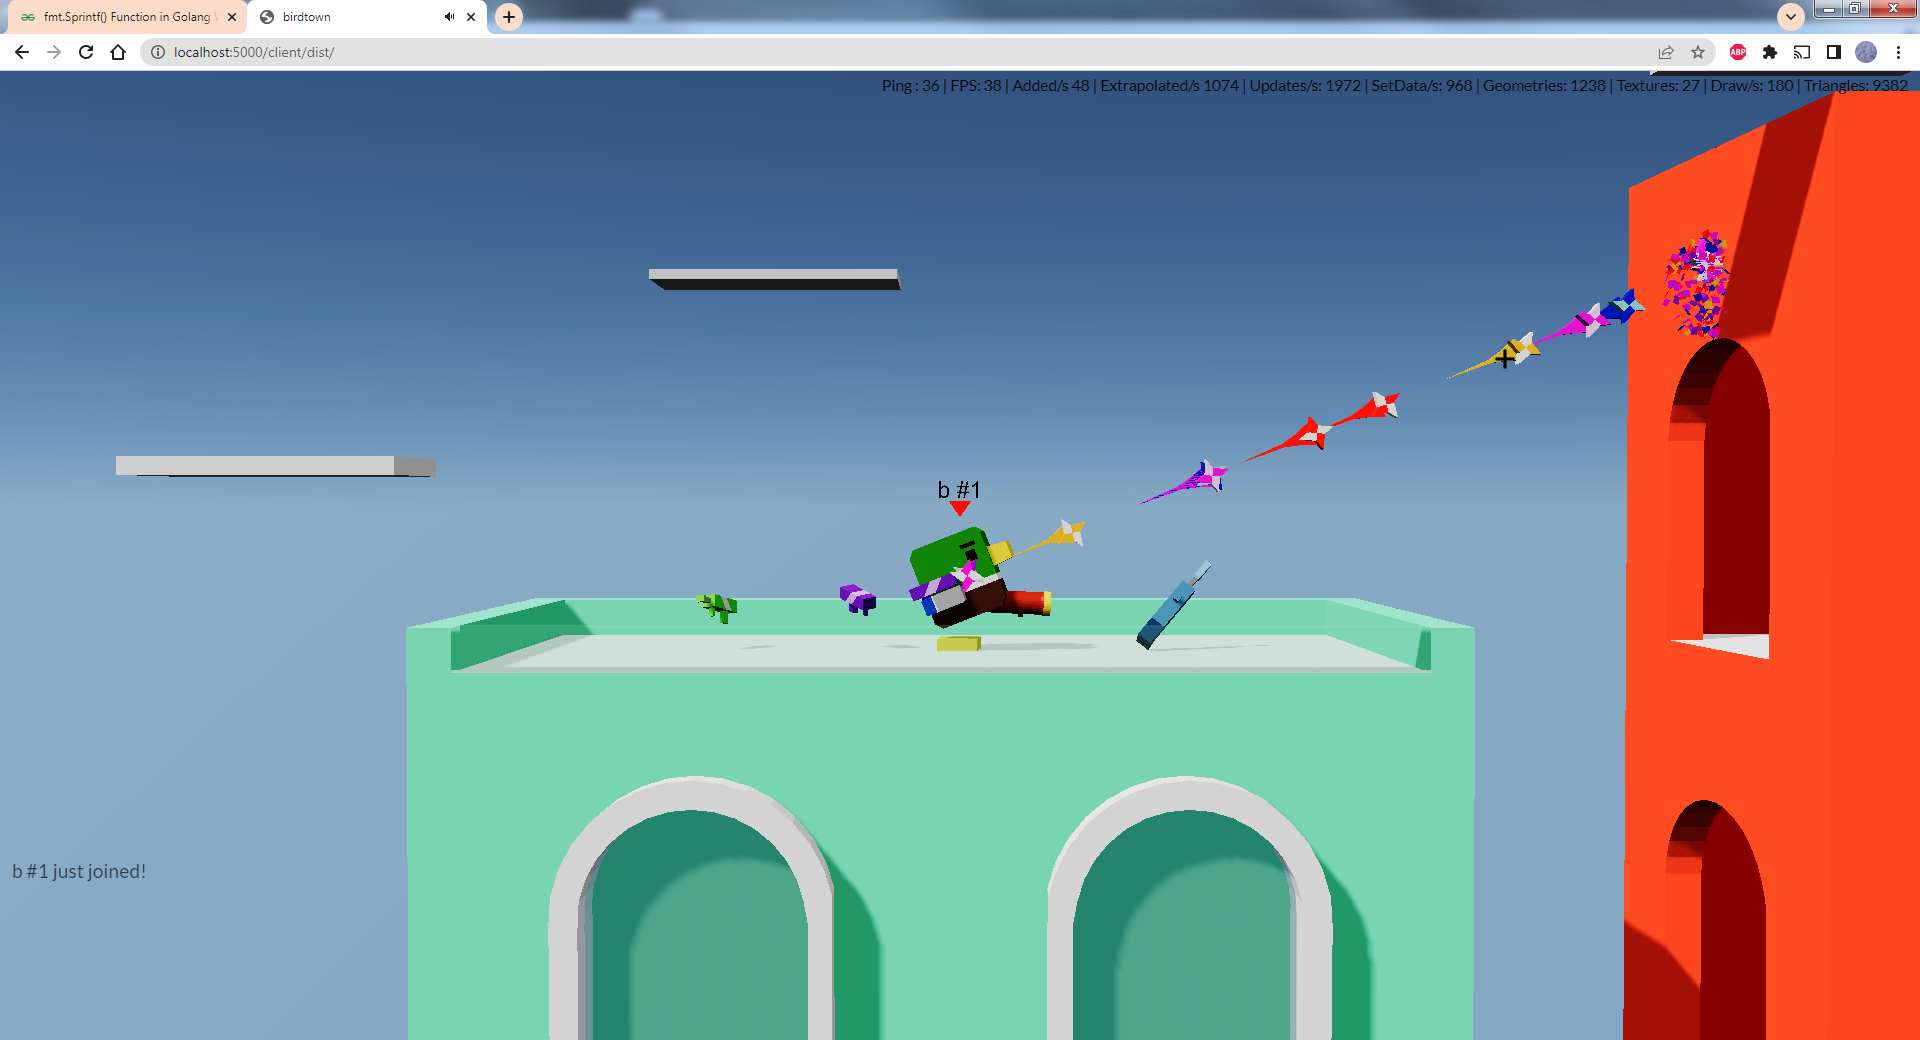 fmt.Sprintf() Function in Golang
birdtown
localhost:5000/client/dist/
ABP
Ping : 36 | FPS: 38 | Added/s 48 | Extrapolated/s 1074 | Updates/s: 1972 | SetData/s: 968 | Geometries: 1238 | Textures: 27 | Draw/s: 180 | Triangles: 9382
b #1
b #1 just joined!